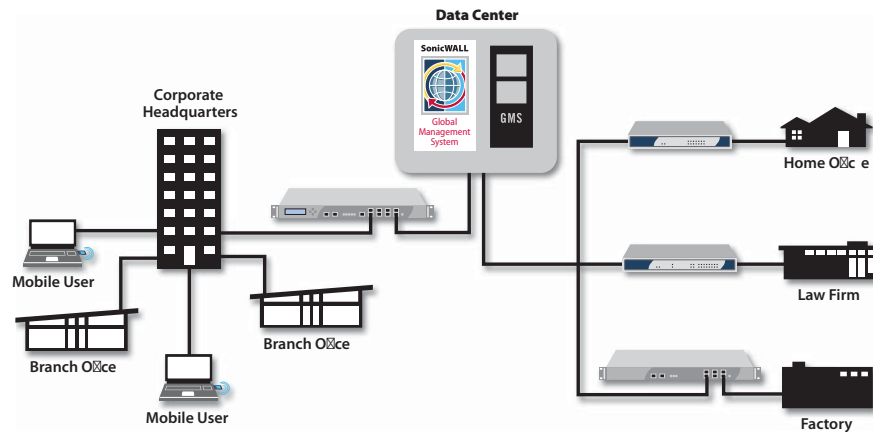 Data Center
SonicWALL
Global
Management
System
GMS
Corporate
Headquarters
Home O￿c e
Mobile User
Law Firm
Branch O￿ce
Branch O￿ce
Mobile User
Factory